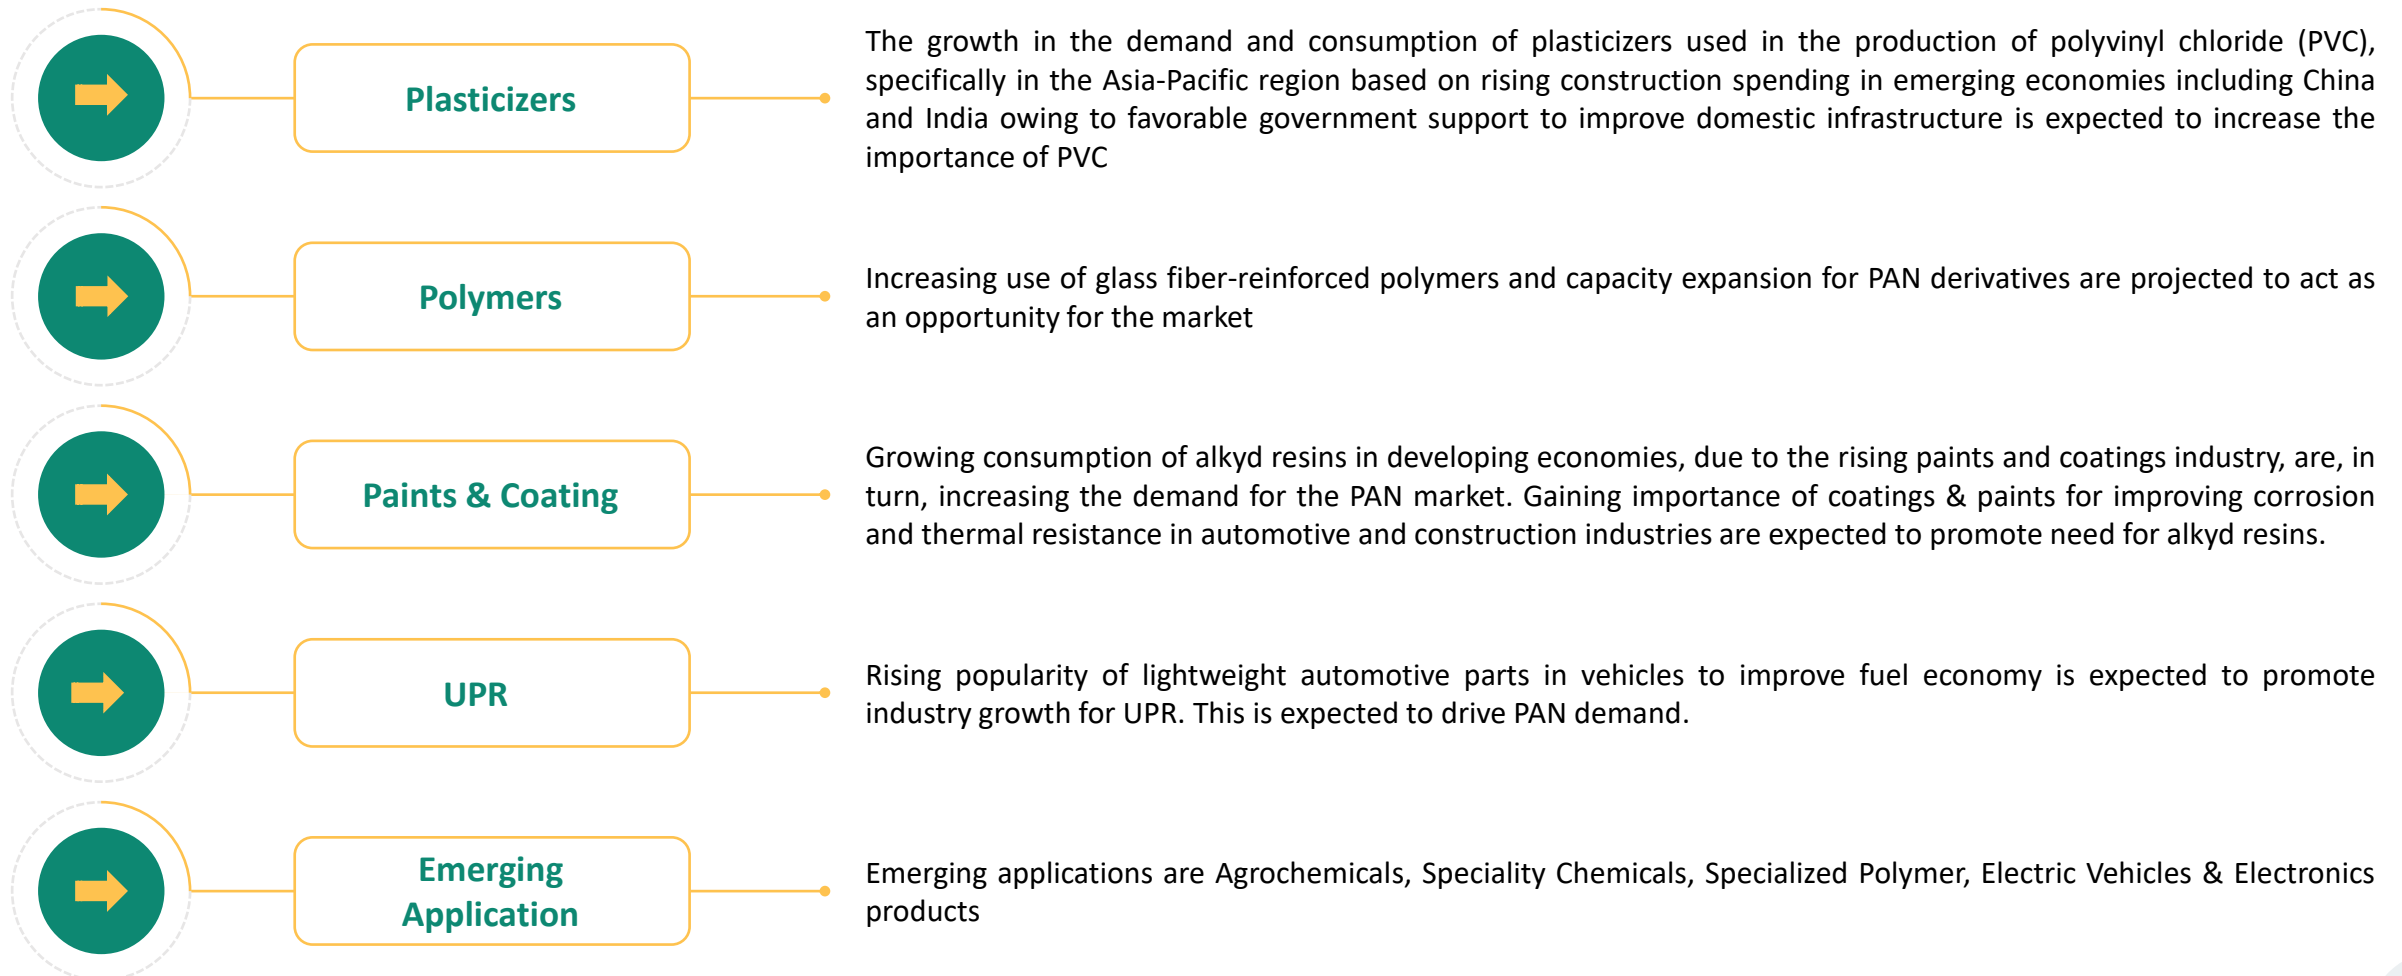 Plasticizers
The growth in the demand and consumption of plasticizers used in the production of polyvinyl chloride (PVC),
specifically in the Asia-Pacific region based on rising construction spending in emerging economies including China
and India owing to favorable government support to improve domestic infrastructure is expected to increase the
importance of PVC
Polymers
Increasing use of glass fiber-reinforced polymers and capacity expansion for PAN derivatives are projected to act as
an opportunity for the market
Paints & Coating
Growing consumption of alkyd resins in developing economies, due to the rising paints and coatings industry, are, in
turn, increasing the demand for the PAN market. Gaining importance of coatings & paints for improving corrosion
and thermal resistance in automotive and construction industries are expected to promote need for alkyd resins.
UPR
Rising popularity of lightweight automotive parts in vehicles to improve fuel economy is expected to promote
industry growth for UPR. This is expected to drive PAN demand.
Emerging
Application
Emerging applications are Agrochemicals, Speciality Chemicals, Specialized Polymer, Electric Vehicles & Electronics
products